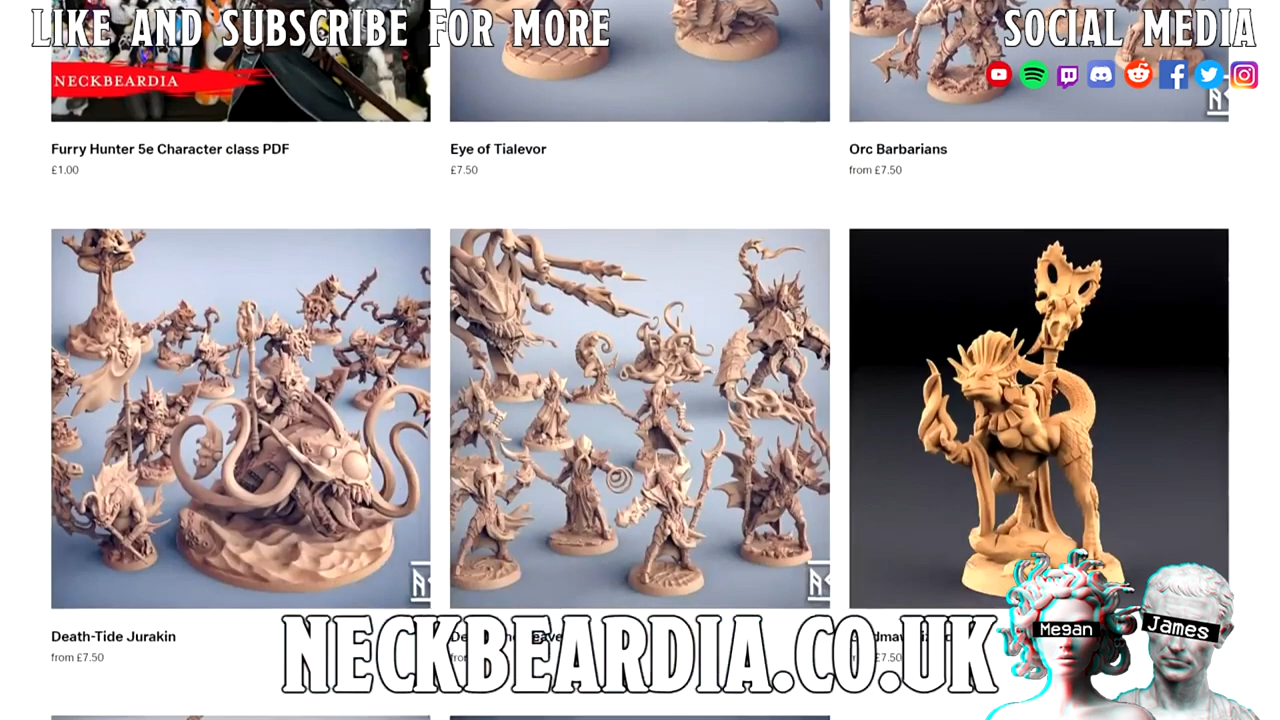 LIKE AND SUBSCRIBE FOR MORE
SOCIAL MEDIA
NECKBEARDIA
Furry Hunter 5e Character class PDF
£1.00
Eye of Tialevor
£7.50
Orc Barbarians
from £7.50
Death-Tide Jurakin
from £7.50
£7.50
NECKBEARDIA.CO.UK
Megan
James